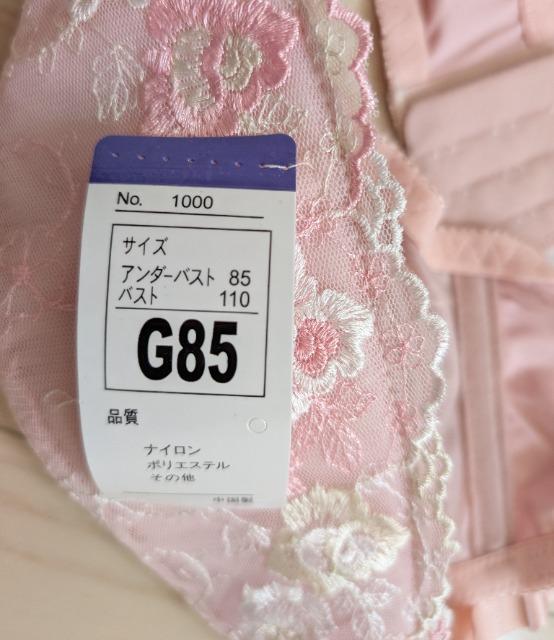 No. 1000
サイズ
アンダーバスト 85
バスト 110
G85
品質
ナイロン
ポリエステル
その他
中国製